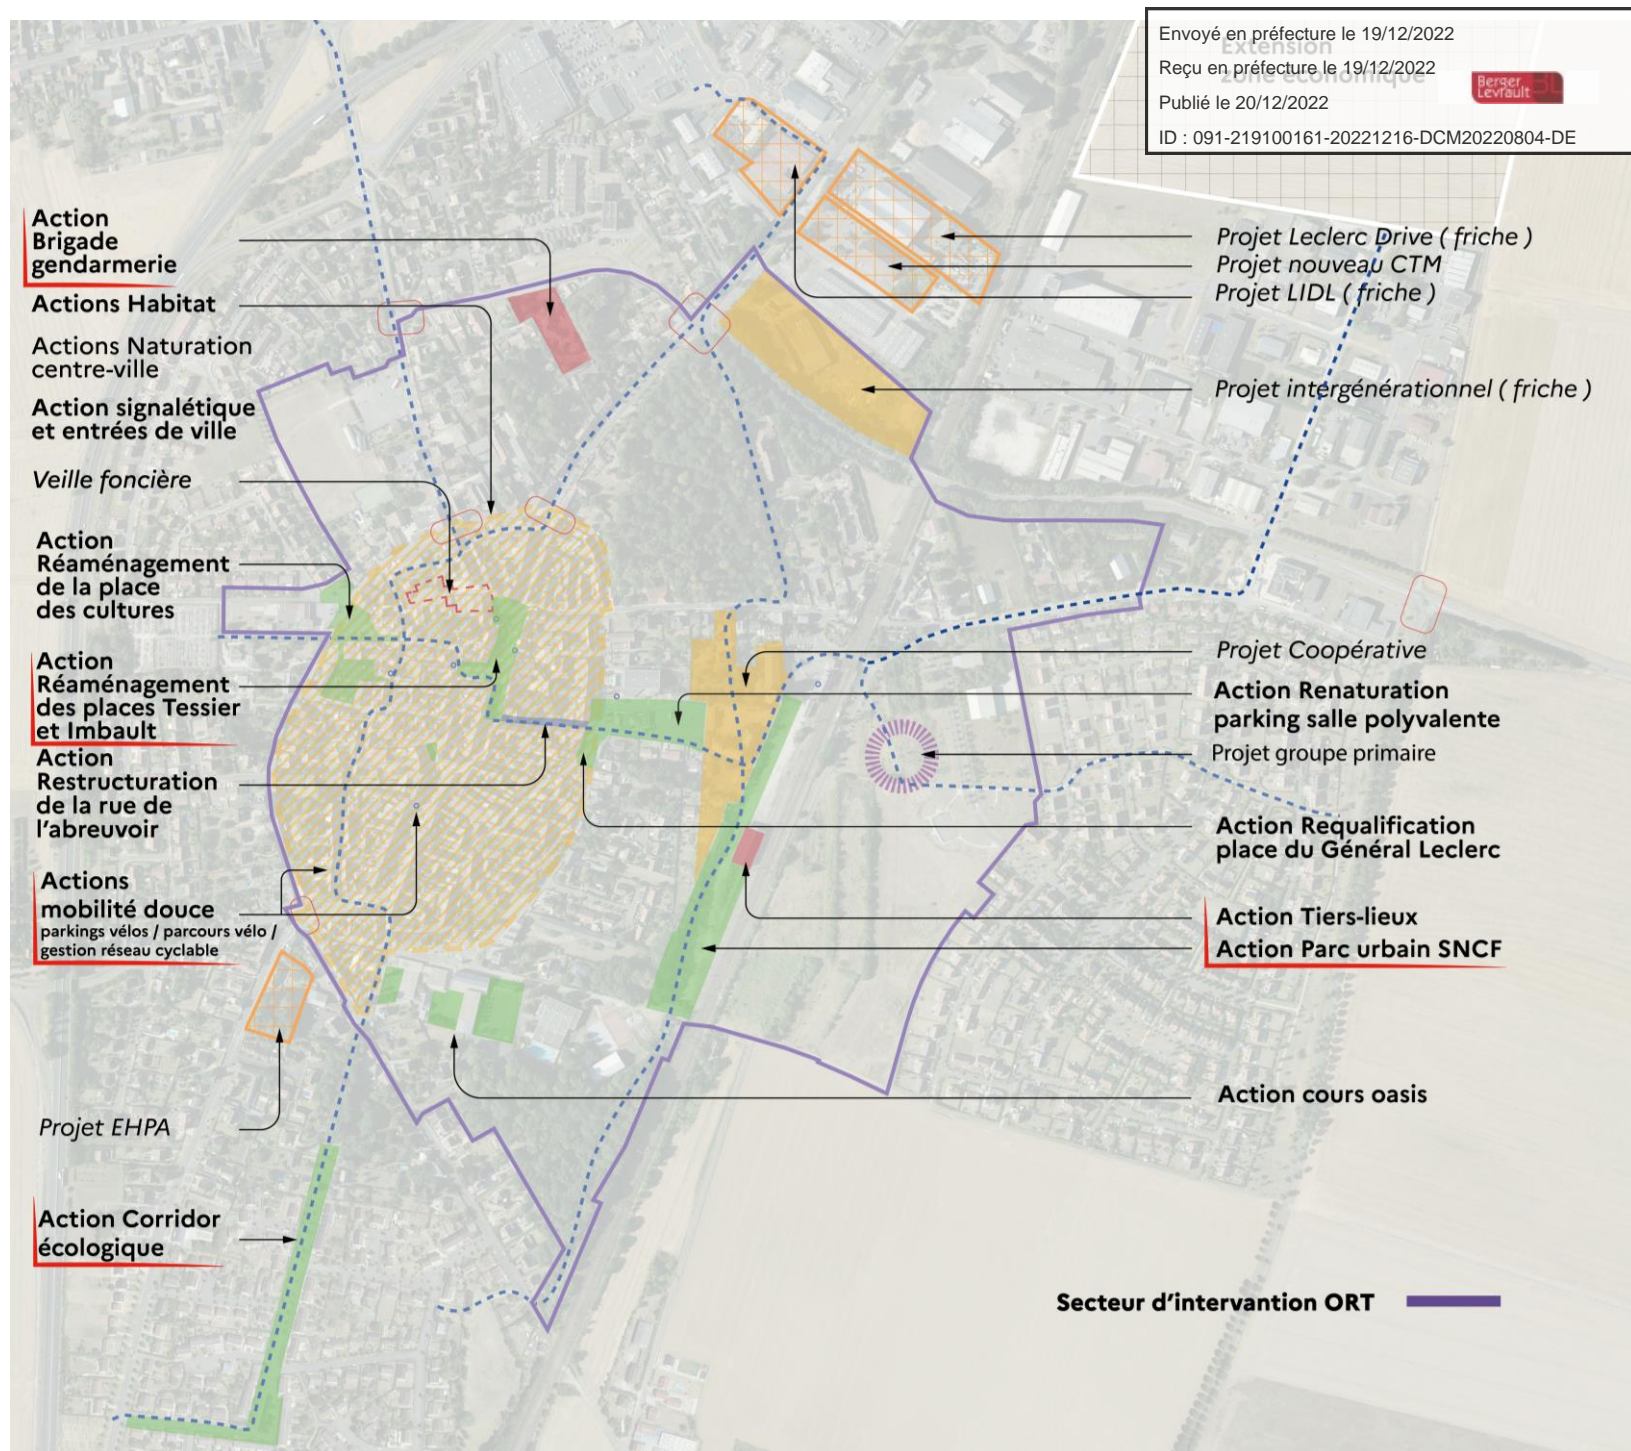 Envoyé en préfecture le 19/12/2022
Extension
Reçu en préfecture le 19/12/2022
zone économique
Publié le 20/12/2022
ID : 091-219100161-20221216-DCM20220804-DE
Berger
Levrault
Action
Brigade
gendarmerie
Actions Habitat
Actions Naturation
centre-ville
Action signalétique
et entrées de ville
Veille foncière
Action
Réaménagement
de la place
des cultures
Action
Réaménagement
des places Tessier
et Imbault
Action
Restructuration
de la rue de
l'abreuvoir
Actions
mobilité douce
parkings vélos / parcours vélo /
gestion réseau cyclable
Projet EHPA
Action Corridor
écologique
Projet Leclerc Drive ( friche )
Projet nouveau CTM
Projet LIDL ( friche )
Projet intergénérationnel ( friche )
Projet Coopérative
Action Renaturation
parking salle polyvalente
Projet groupe primaire
Action Requalification
place du Général Leclerc
Action Tiers-lieux
Action Parc urbain SNCF
Action cours oasis
Secteur d'intervantion ORT